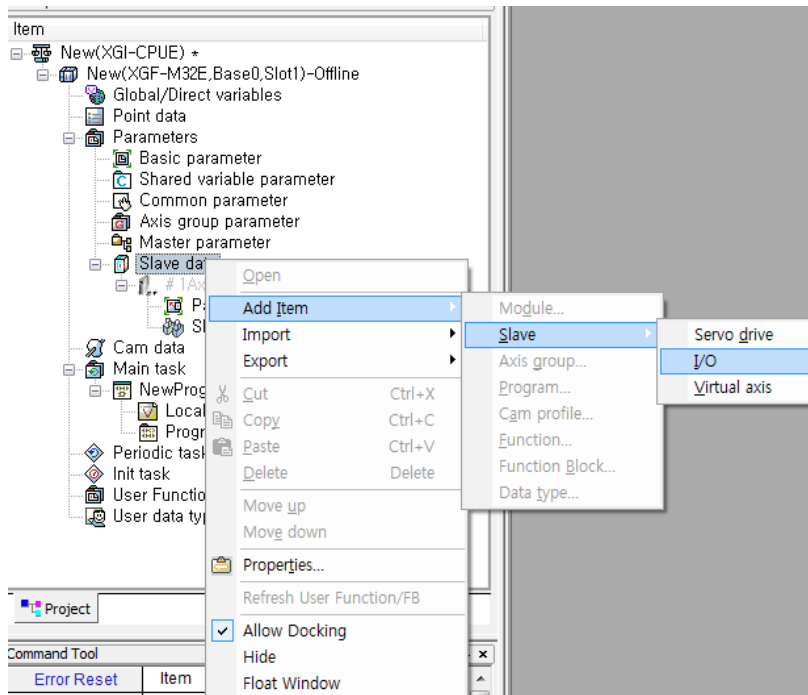 Item
New(XGI-CPUE) *
New(XGF-M32E,Base0,Slot1)-Offline
Global/Direct variables
Point data
Parameters
Basic parameter
Shared variable parameter
Common parameter
Axis group parameter
Master parameter
Slave da
# 1Ax
Pa
Sl
Cam data
Main task
NewProg
Local
Progr
Periodic task
Init task
User Functio
User data typ
Open
Add Item
Import
Export
Cut Ctrl+X
Copy Ctrl+C
Paste Ctrl+V
Delete Delete
Move up
Move down
Properties...
Refresh User Function/FB
Allow Docking
Hide
Float Window
Module...
Slave
Axis group...
Program...
Cam profile...
Function...
Function Block...
Data type...
Servo drive
I/O
Virtual axis
Project
Command Tool
Error Reset Item